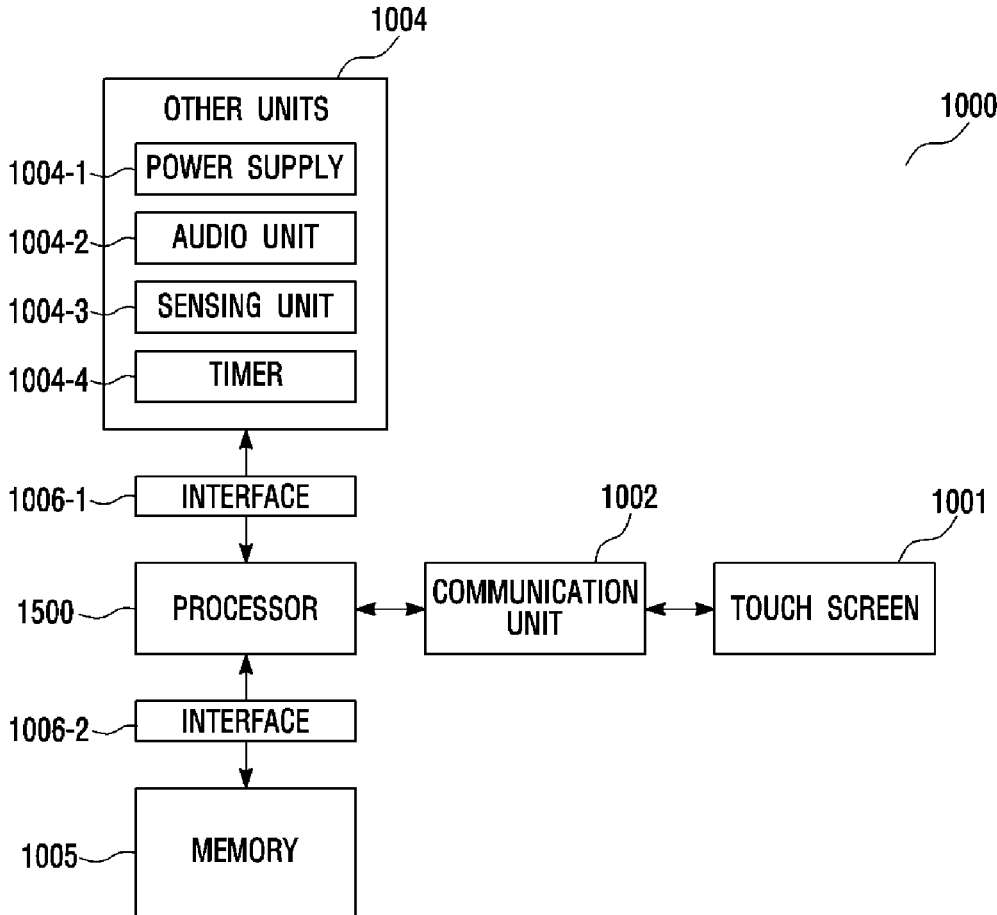 1004
OTHER UNITS
1000
1004-1
POWER SUPPLY
1004-2
AUDIO UNIT
1004-3
SENSING UNIT
1004-4
TIMER
1006-1
INTERFACE
1002
1001
1500
PROCESSOR
COMMUNICATION
UNIT
TOUCH SCREEN
1006-2
INTERFACE
1005
MEMORY